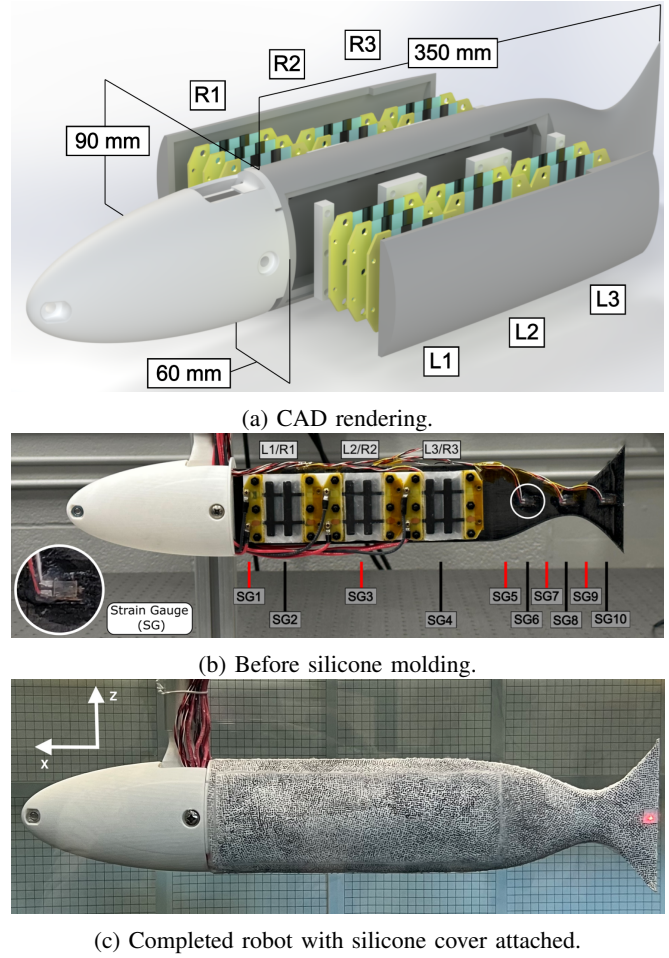 R3
R2
350 mm
R1
90 mm
L3
L2
L1
60 mm
(a) CAD rendering.
L1/R1 L2/R2 L3/R3
SG1 SG3 SG5 SG7 SG9
SG2 SG4 SG6 SG8 SG10
Strain Gauge
(SG)
(b) Before silicone molding.
z
x
(c) Completed robot with silicone cover attached.